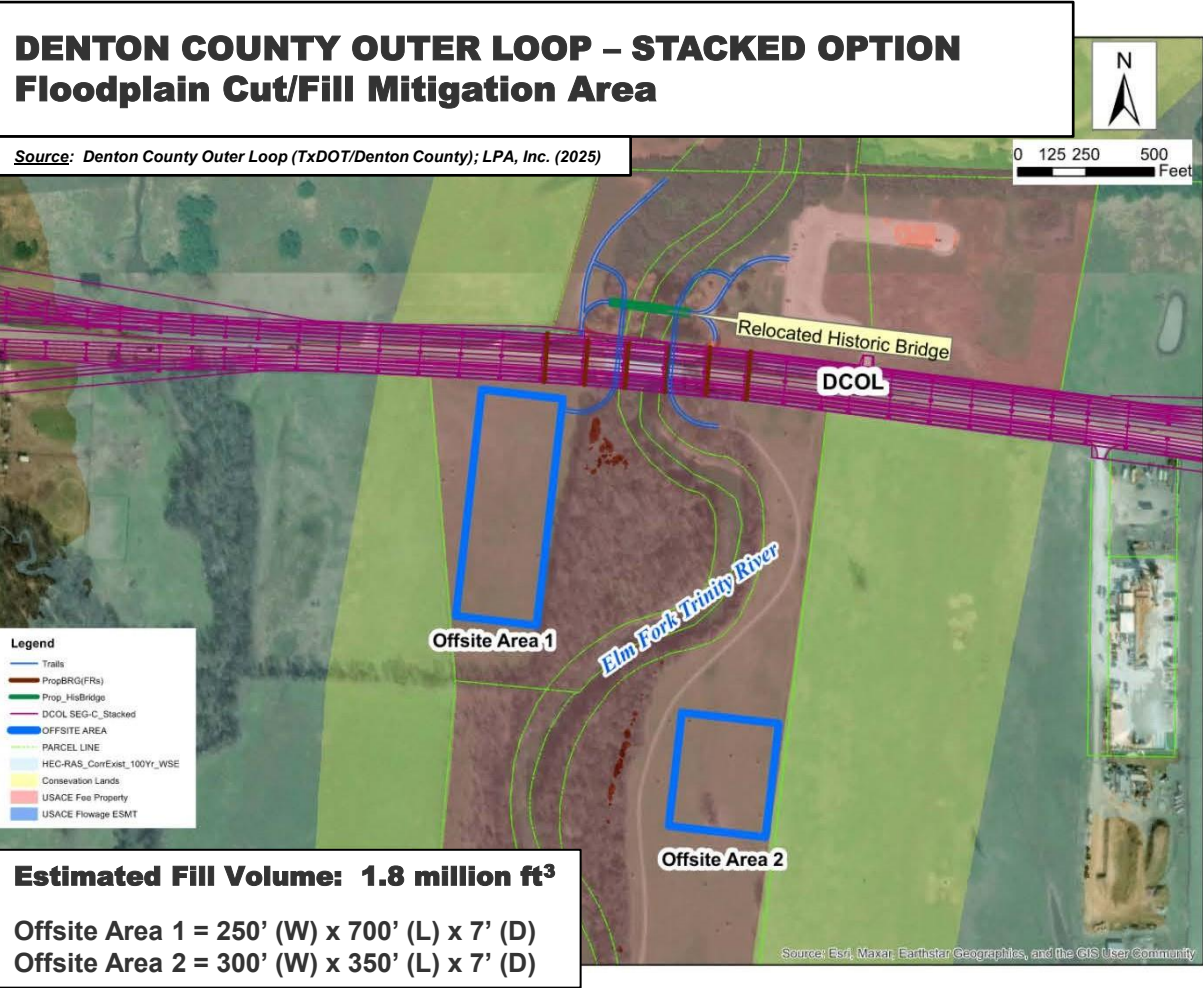 DENTON COUNTY OUTER LOOP – STACKED OPTION
Floodplain Cut/Fill Mitigation Area
Source: Denton County Outer Loop (TxDOT/Denton County); LPA, Inc. (2025)
N
0 125 250 500
Feet
Relocated Historic Bridge
DCOL
Offsite Area 1
Elm Fork Trinity River
Offsite Area 2
Legend
Trails
PropBRG(FRs)
Prop_HisBridge
DCOL SEG-C_Stacked
OFFSITE AREA
PARCEL LINE
HEC-RAS_CorrExist_100Yr_WSE
Consevation Lands
USACE Fee Property
USACE Flowage ESMT
Estimated Fill Volume: 1.8 million ft³
Offsite Area 1 = 250’ (W) x 700’ (L) x 7’ (D)
Offsite Area 2 = 300’ (W) x 350’ (L) x 7’ (D)
Source: Esri, Maxar, Earthstar Geographics, and the GIS User Community